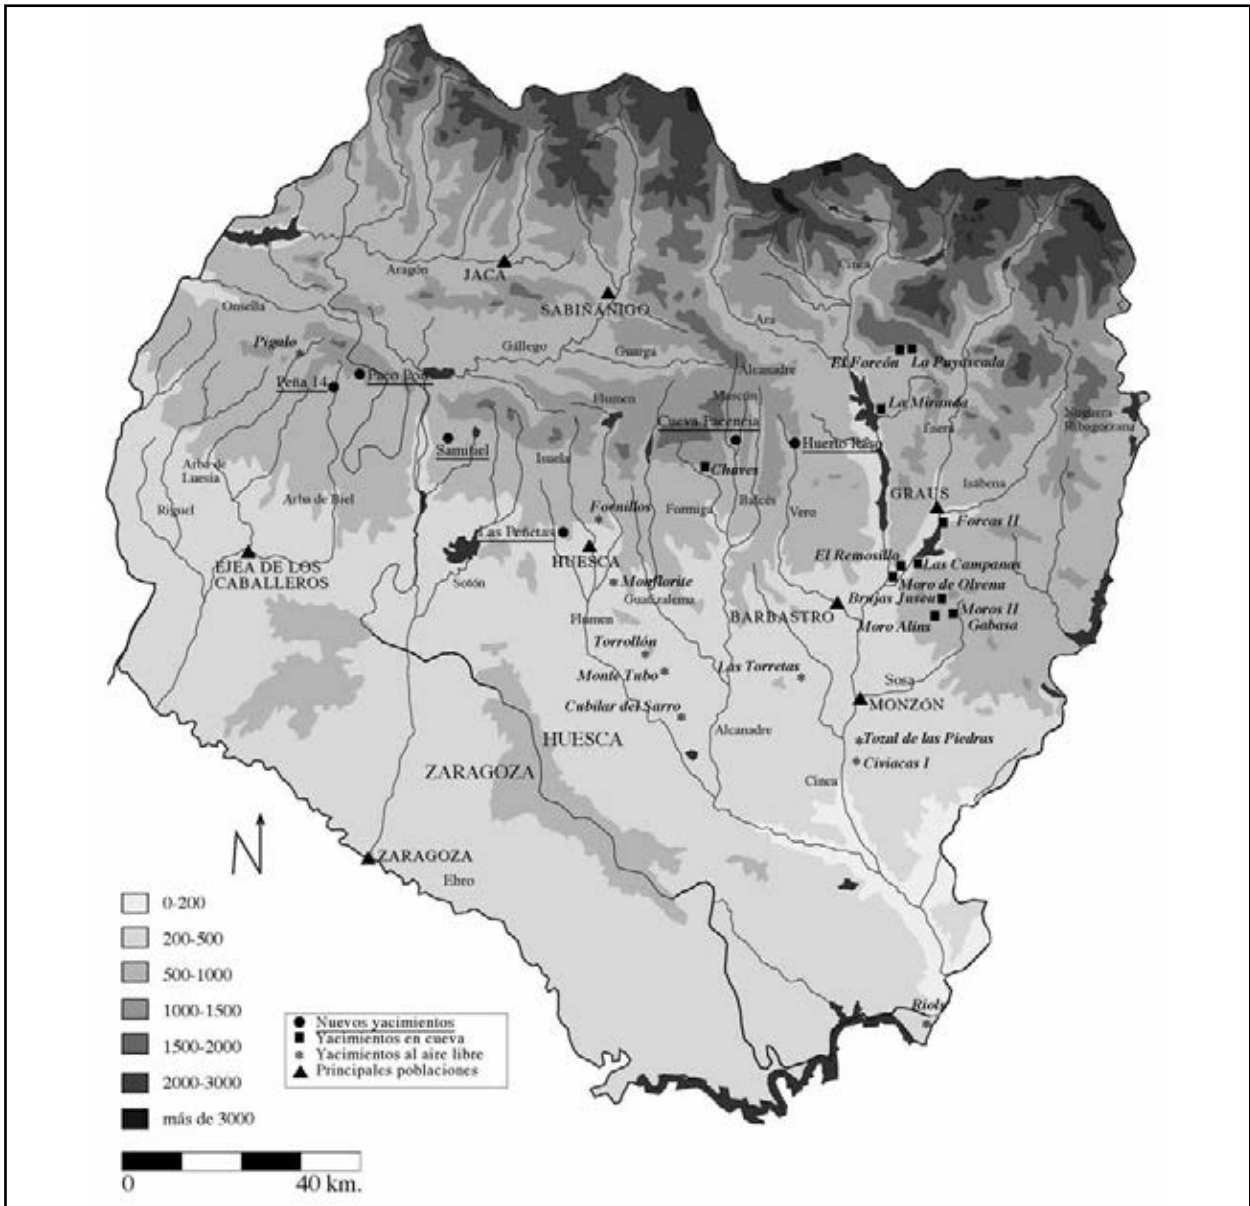 Cinca
Aragón
JACA
Onsella
SABIÑÁNIGO
Ara
Pigalo
Gállego
Guarga
El Forcón
La Puyascada
Peña 14
Alcanadre
Flumen
Mascún
La Miranda
Noguera
Ribagorzana
Cueva Pacencia
Samitiel
Huerto Raso
Ésera
Isuela
Arba de
Luesia
Chaves
Isábena
Arba de Biel
GRAUS
Riguel
Fornillos
Formiga
Balcés
Vero
Forcas II
Las Peñetas
HUESCA
El Remosillo
Las Campanas
EJEA DE LOS
CABALLEROS
Sotón
Monflorite
Moro de Olvena
Guatizalema
Brujas Juseu
BARBASTRO
Moros II
Gabasa
Flumen
Moro Alins
Torrollón
Las Torretas
Monte Tubo
Sosa
Cubilar del Sarro
MONZÓN
Alcanadre
HUESCA
Tozal de las Piedras
Civiacas I
ZARAGOZA
Cinca
N
ZARAGOZA
Ebro
0-200
200-500
500-1000
1000-1500
1500-2000
2000-3000
más de 3000
Riols
Nuevos yacimientos
Yacimientos en cueva
Yacimientos al aire libre
Principales poblaciones
0 40 km.